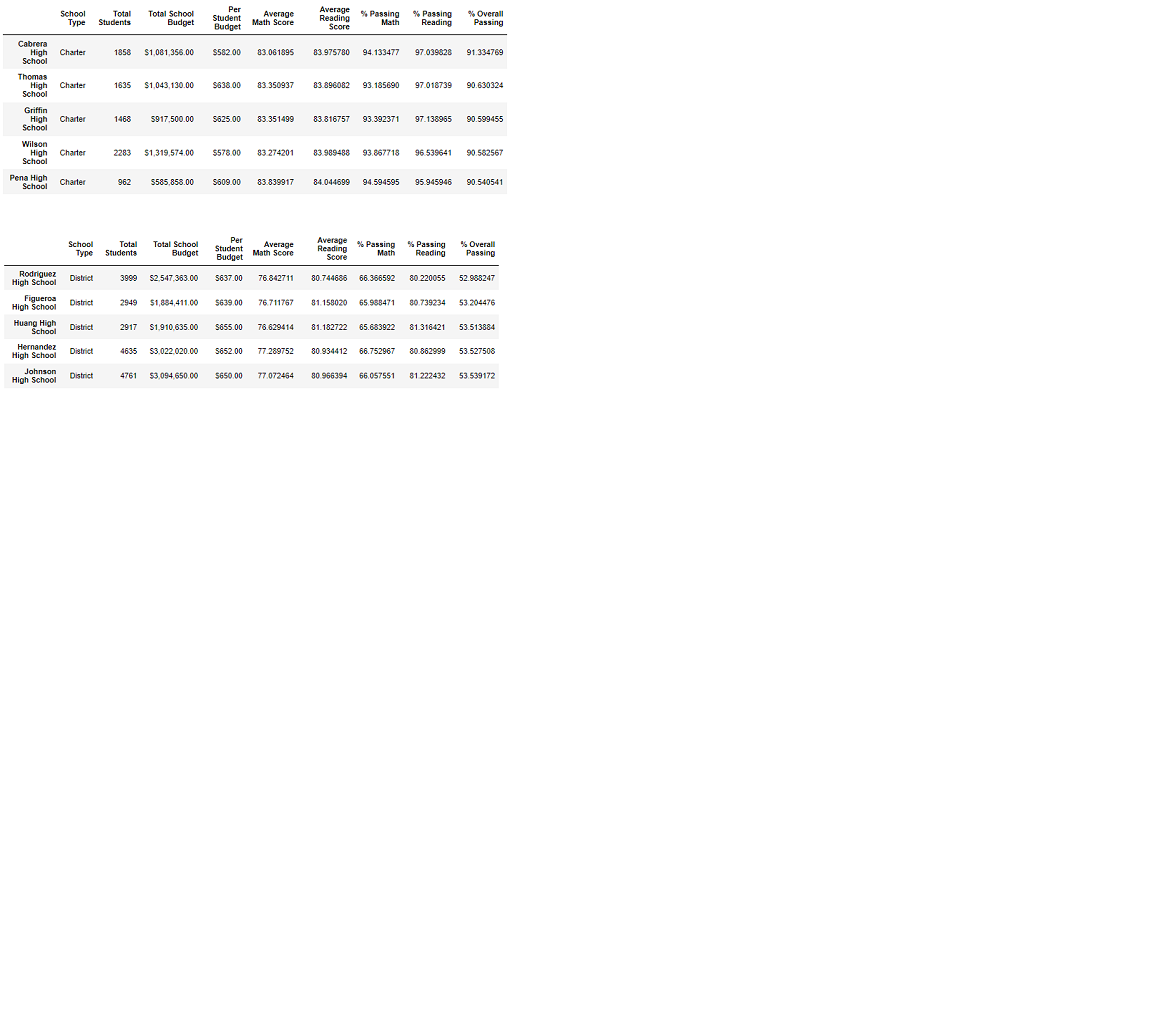 School Type Total Students Total School Budget Per Student Budget Average Math Score Average Reading Score % Passing Math % Passing Reading % Overall Passing
Cabrera High School Charter 1858 $1,081,356.00 $582.00 83.061895 83.975780 94.133477 97.039828 91.334769
Thomas High School Charter 1635 $1,043,130.00 $638.00 83.350937 83.896082 93.185690 97.018739 90.630324
Griffin High School Charter 1468 $917,500.00 $625.00 83.351499 83.816757 93.392371 97.138965 90.599455
Wilson High School Charter 2283 $1,319,574.00 $578.00 83.274201 83.989488 93.867718 96.539641 90.582567
Pena High School Charter 962 $585,858.00 $609.00 83.839917 84.044699 94.594595 95.945946 90.540541
School Type Total Students Total School Budget Per Student Budget Average Math Score Average Reading Score % Passing Math % Passing Reading % Overall Passing
Rodriguez High School District 3999 $2,547,363.00 $637.00 76.842711 80.744686 66.366592 80.220055 52.988247
Figueroa High School District 2949 $1,884,411.00 $639.00 76.711767 81.158020 65.988471 80.739234 53.204476
Huang High School District 2917 $1,910,635.00 $655.00 76.629414 81.182722 65.683922 81.316421 53.513884
Hernandez High School District 4635 $3,022,020.00 $652.00 77.289752 80.934412 66.752967 80.862999 53.527508
Johnson High School District 4761 $3,094,650.00 $650.00 77.072464 80.966394 66.057551 81.222432 53.539172